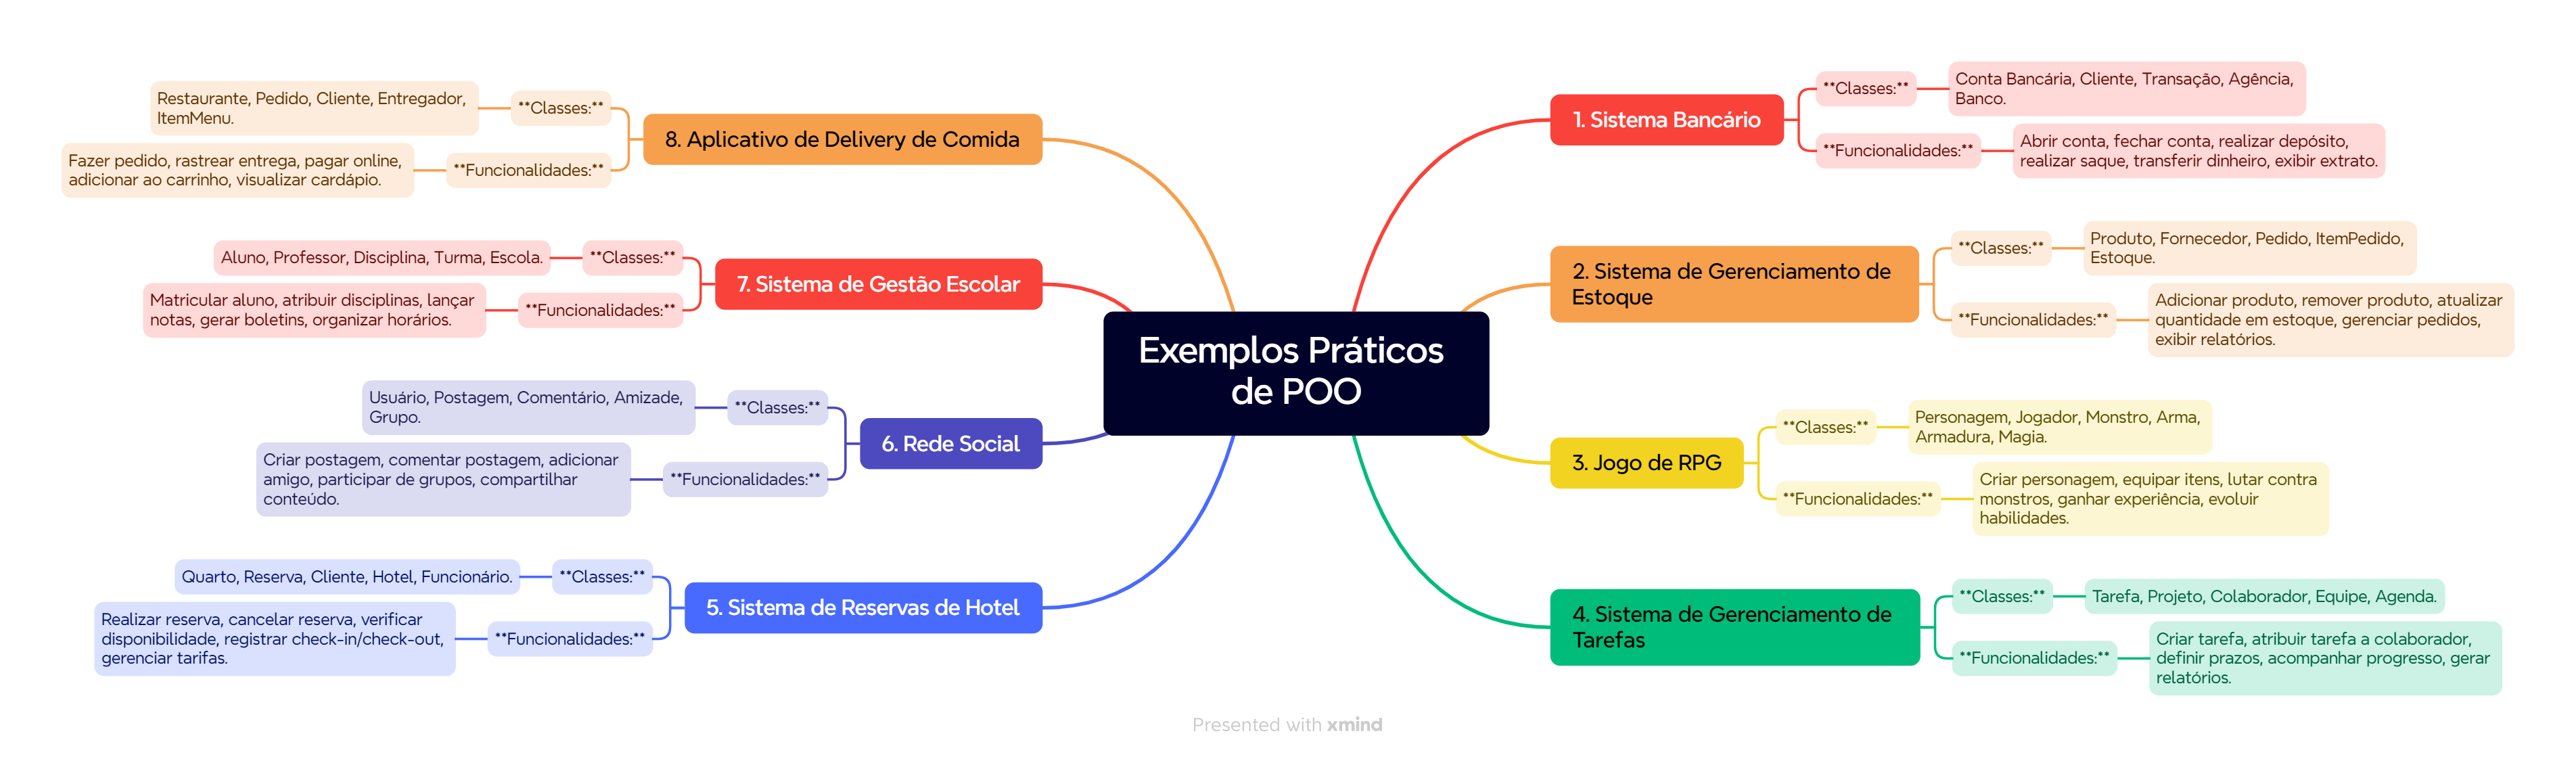 Exemplos Práticos
de POO
1. Sistema Bancário
**Classes:**
Conta Bancária, Cliente, Transação, Agência,
Banco.
**Funcionalidades:**
Abrir conta, fechar conta, realizar depósito,
realizar saque, transferir dinheiro, exibir extrato.
2. Sistema de Gerenciamento de
Estoque
**Classes:**
Produto, Fornecedor, Pedido, ItemPedido,
Estoque.
**Funcionalidades:**
Adicionar produto, remover produto, atualizar
quantidade em estoque, gerenciar pedidos,
exibir relatórios.
3. Jogo de RPG
**Classes:**
Personagem, Jogador, Monstro, Arma,
Armadura, Magia.
**Funcionalidades:**
Criar personagem, equipar itens, lutar contra
monstros, ganhar experiência, evoluir
habilidades.
4. Sistema de Gerenciamento de
Tarefas
**Classes:**
Tarefa, Projeto, Colaborador, Equipe, Agenda.
**Funcionalidades:**
Criar tarefa, atribuir tarefa a colaborador,
definir prazos, acompanhar progresso, gerar
relatórios.
5. Sistema de Reservas de Hotel
**Classes:**
Quarto, Reserva, Cliente, Hotel, Funcionário.
**Funcionalidades:**
Realizar reserva, cancelar reserva, verificar
disponibilidade, registrar check-in/check-out,
gerenciar tarifas.
6. Rede Social
**Classes:**
Usuário, Postagem, Comentário, Amizade,
Grupo.
**Funcionalidades:**
Criar postagem, comentar postagem, adicionar
amigo, participar de grupos, compartilhar
conteúdo.
7. Sistema de Gestão Escolar
**Classes:**
Aluno, Professor, Disciplina, Turma, Escola.
**Funcionalidades:**
Matricular aluno, atribuir disciplinas, lançar
notas, gerar boletins, organizar horários.
8. Aplicativo de Delivery de Comida
**Classes:**
Restaurante, Pedido, Cliente, Entregador,
ItemMenu.
**Funcionalidades:**
Fazer pedido, rastrear entrega, pagar online,
adicionar ao carrinho, visualizar cardápio.
Presented with xmind